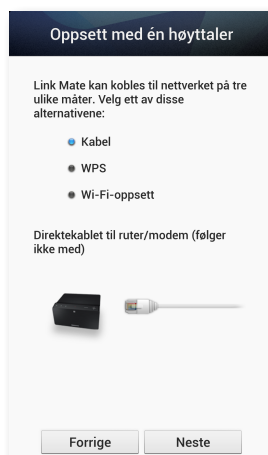 Oppsett med én høyttaler
Link Mate kan kobles til nettverket på tre
ulike måter. Velg ett av disse
alternativene:
Kabel
WPS
Wi-Fi-oppsett
Direktekablet til ruter/modem (følger
ikke med)
Forrige
Neste